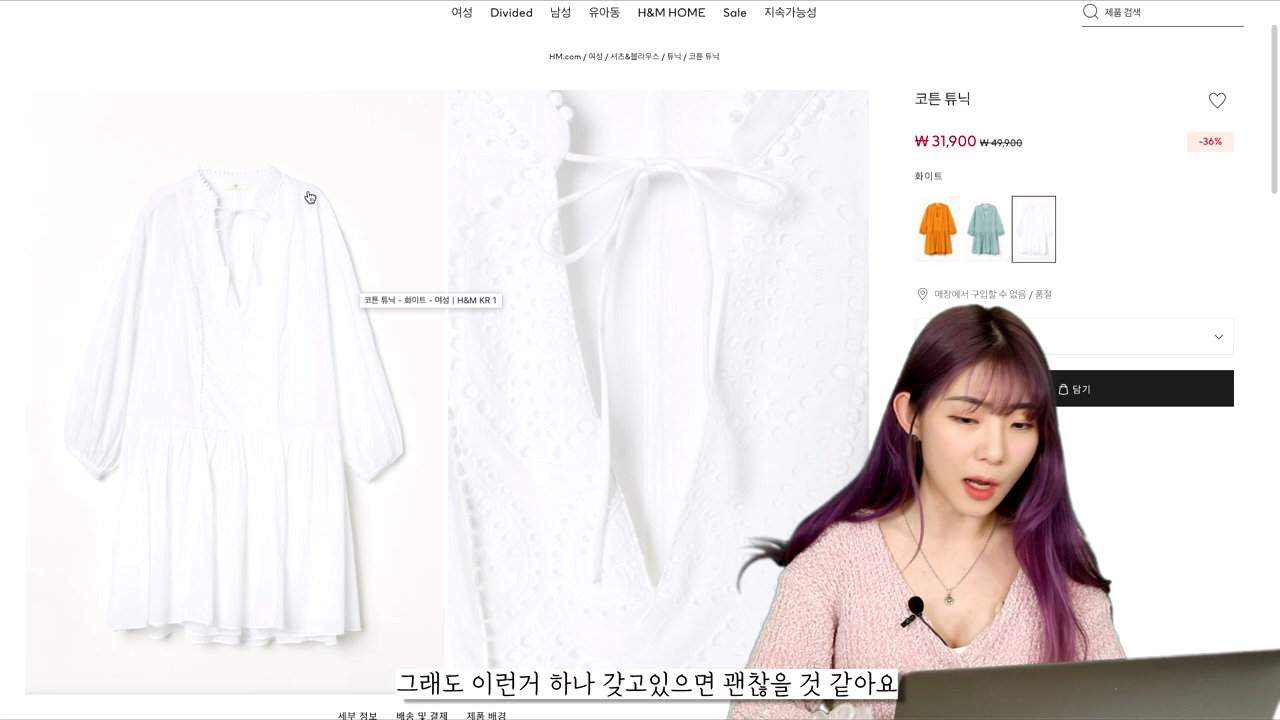 여성 Divided 남성 유아동 H&M HOME Sale 지속가능성
제품 검색
HM.com / 여성 / 셔츠&블라우스 / 튜닉 / 코튼 튜닉
코튼 튜닉
₩ 31,900 ₩ 49,900
-36%
화이트
매장에서 구입할 수 없음 / 품절
코튼 튜닉 - 화이트 - 여성 | H&M KR 1
담기
그래도 이런거 하나 갖고있으면 괜찮을 것 같아요
세부 정보 배송 및 결제 제품 배경